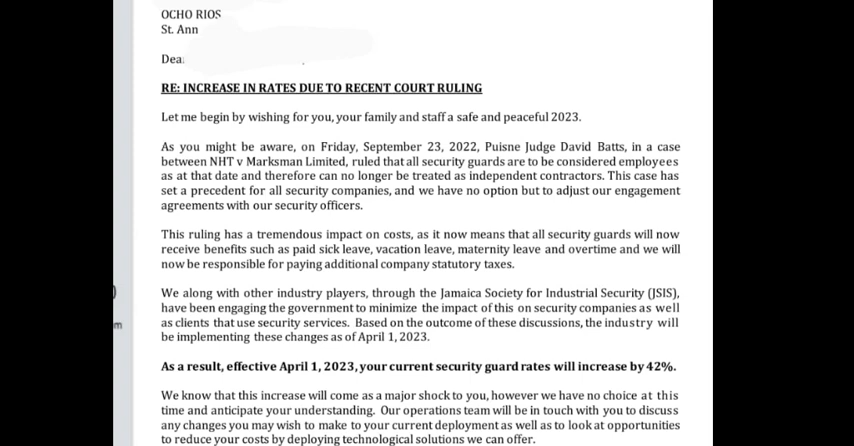 OCHO RIOS
St. Ann
Dea
RE: INCREASE IN RATES DUE TO RECENT COURT RULING
Let me begin by wishing for you, your family and staff a safe and peaceful 2023.
As you might be aware, on Friday, September 23, 2022, Puisne Judge David Batts, in a case
between NHT v Marksman Limited, ruled that all security guards are to be considered employees
as at that date and therefore can no longer be treated as independent contractors. This case has
set a precedent for all security companies, and we have no option but to adjust our engagement
agreements with our security officers.
This ruling has a tremendous impact on costs, as it now means that all security guards will now
receive benefits such as paid sick leave, vacation leave, maternity leave and overtime and we will
now be responsible for paying additional company statutory taxes.
We along with other industry players, through the Jamaica Society for Industrial Security (JSIS),
have been engaging the government to minimize the impact of this on security companies as well
as clients that use security services. Based on the outcome of these discussions, the industry will
be implementing these changes as of April 1, 2023.
As a result, effective April 1, 2023, your current security guard rates will increase by 42%.
We know that this increase will come as a major shock to you, however we have no choice at this
time and anticipate your understanding. Our operations team will be in touch with you to discuss
any changes you may wish to make to your current deployment as well as to look at opportunities
to reduce your costs by deploying technological solutions we can offer.
)
m